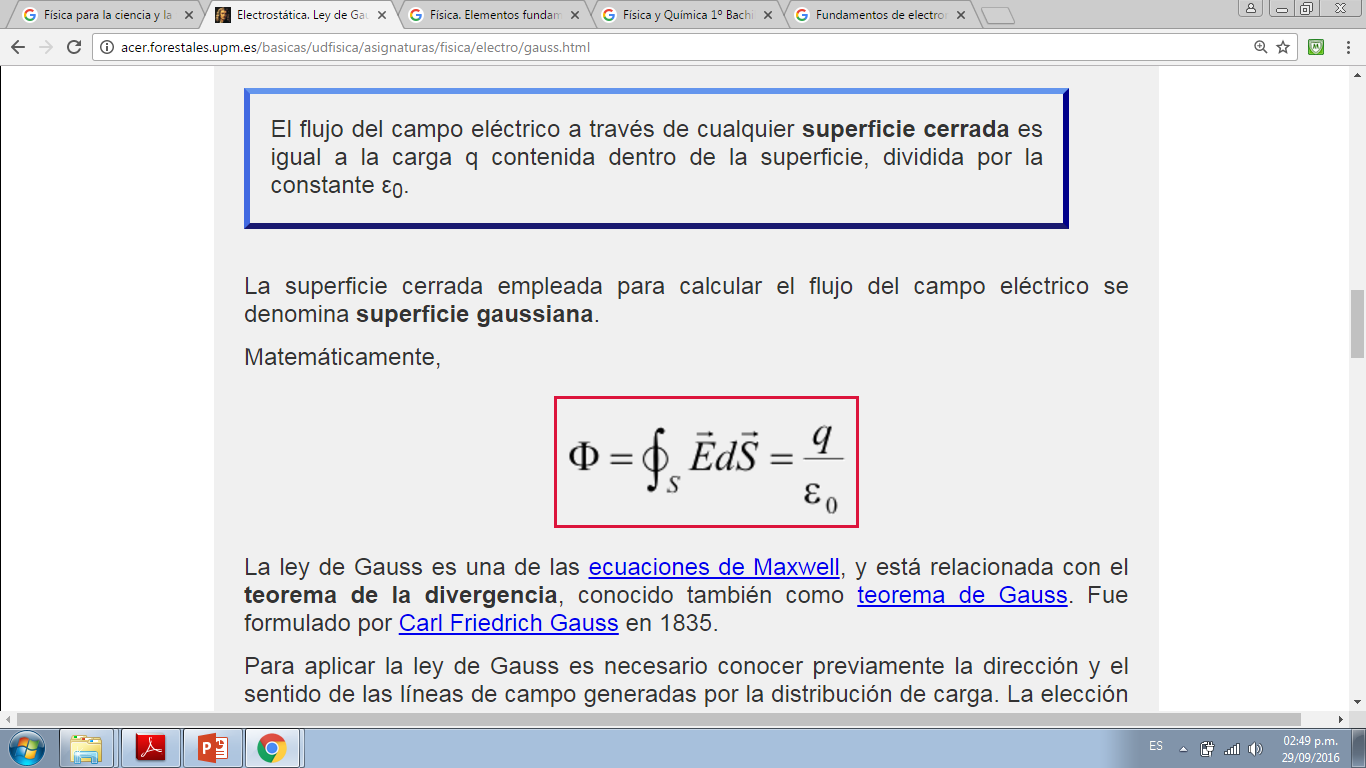 Física para la ciencia y la
Electrostática. Ley de Gau
Física. Elementos fundam
Física y Química 1º Bachi
Fundamentos de electro
acer.forestales.upm.es/basicas/udfisica/asignaturas/fisica/electro/gauss.html
El flujo del campo eléctrico a través de cualquier superficie cerrada es
igual a la carga q contenida dentro de la superficie, dividida por la
constante ε0.
La superficie cerrada empleada para calcular el flujo del campo eléctrico se
denomina superficie gaussiana.
Matemáticamente,
Φ = ∮S E⃗dS⃗ = q/ε0
La ley de Gauss es una de las ecuaciones de Maxwell, y está relacionada con el
teorema de la divergencia, conocido también como teorema de Gauss. Fue
formulado por Carl Friedrich Gauss en 1835.
Para aplicar la ley de Gauss es necesario conocer previamente la dirección y el
sentido de las líneas de campo generadas por la distribución de carga. La elección
ES
02:49 p.m.
29/09/2016